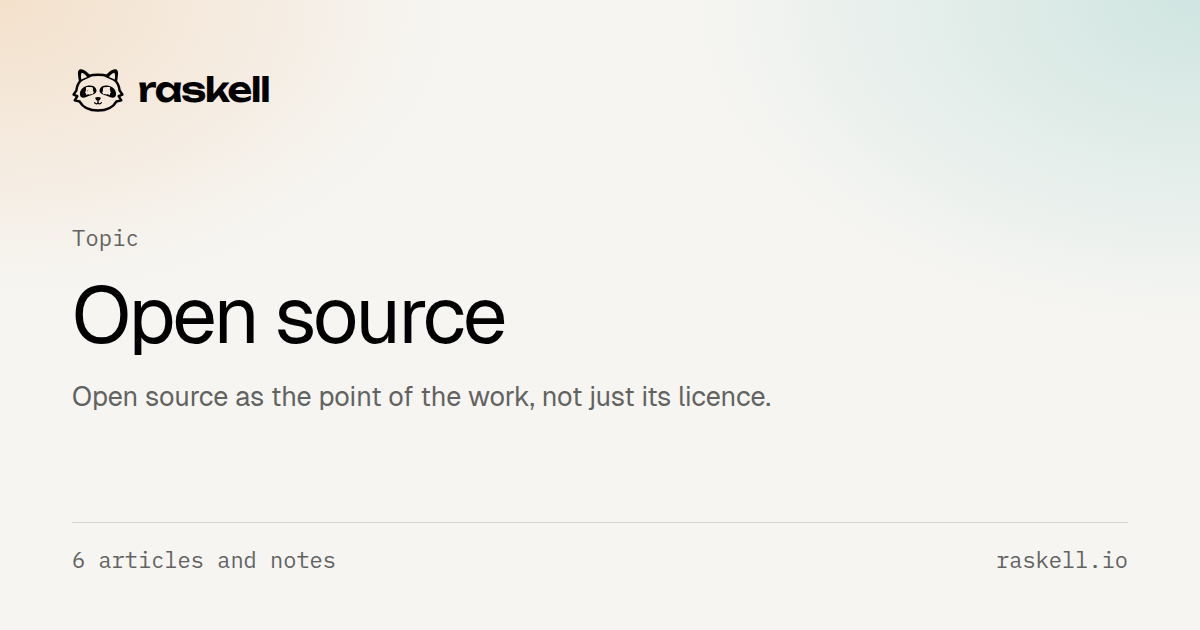 raskell
Topic
Open source
Open source as the point of the work, not just its licence.
6 articles and notes
raskell.io